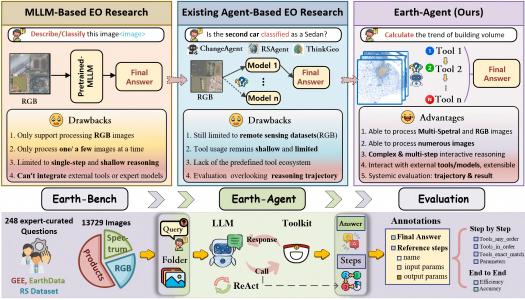 MLLM-Based EO Research
Describe/Classify this image<image>
RGB
Pretrained-MLLM
Final Answer
Drawbacks
1. Only support processing RGB images
2. Only process one/ a few images at a time
3. Limited to single-step and shallow reasoning
4. Can't integrate external tools or expert models
Existing Agent-Based EO Research
Is the second car classified as a Sedan?
ChangeAgent
RSAgent
ThinkGeo
RGB
Model 1
Model n
Final Answer
Drawbacks
1. Still limited to remote sensing datasets(RGB)
2. Tool usage remains shallow and limited
3. Lack of the predefined tool ecosystem
4. Evaluation overlooking reasoning trajectory
Earth-Agent (Ours)
Calculate the trend of building volume
1 Tool 1
2 Tool 2
N Tool n
Final Answer
Advantages
1. Able to process Multi-Spetral and RGB images
2. Able to process numerous images
3. Complex & multi-step interactive reasoning
4. Interact with external tools/models, extensible
5. Systemic evaluation: trajectory & result
Earth-Bench
Earth-Agent
Evaluation
248 expert-curated
Questions
GEE, EarthData
RS Dataset
13729 Images
Spectrum
Products
RGB
Query
Folder
LLM
Response
Call
ReAct
Toolkit
Answer
Steps
Annotations
Final Answer
Reference steps
name
input params
output params
Step by Step
Tools_any_order
Tools_in_order
Tools_exact_match
Parameters
End to End
Efficiency
Accuracy